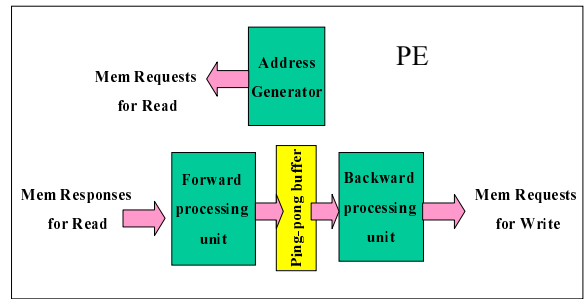 PE
Address
Generator
Mem Requests
for Read
Mem Responses
for Read
Forward
processing
unit
Ping-pong buffer
Backward
processing
unit
Mem Requests
for Write